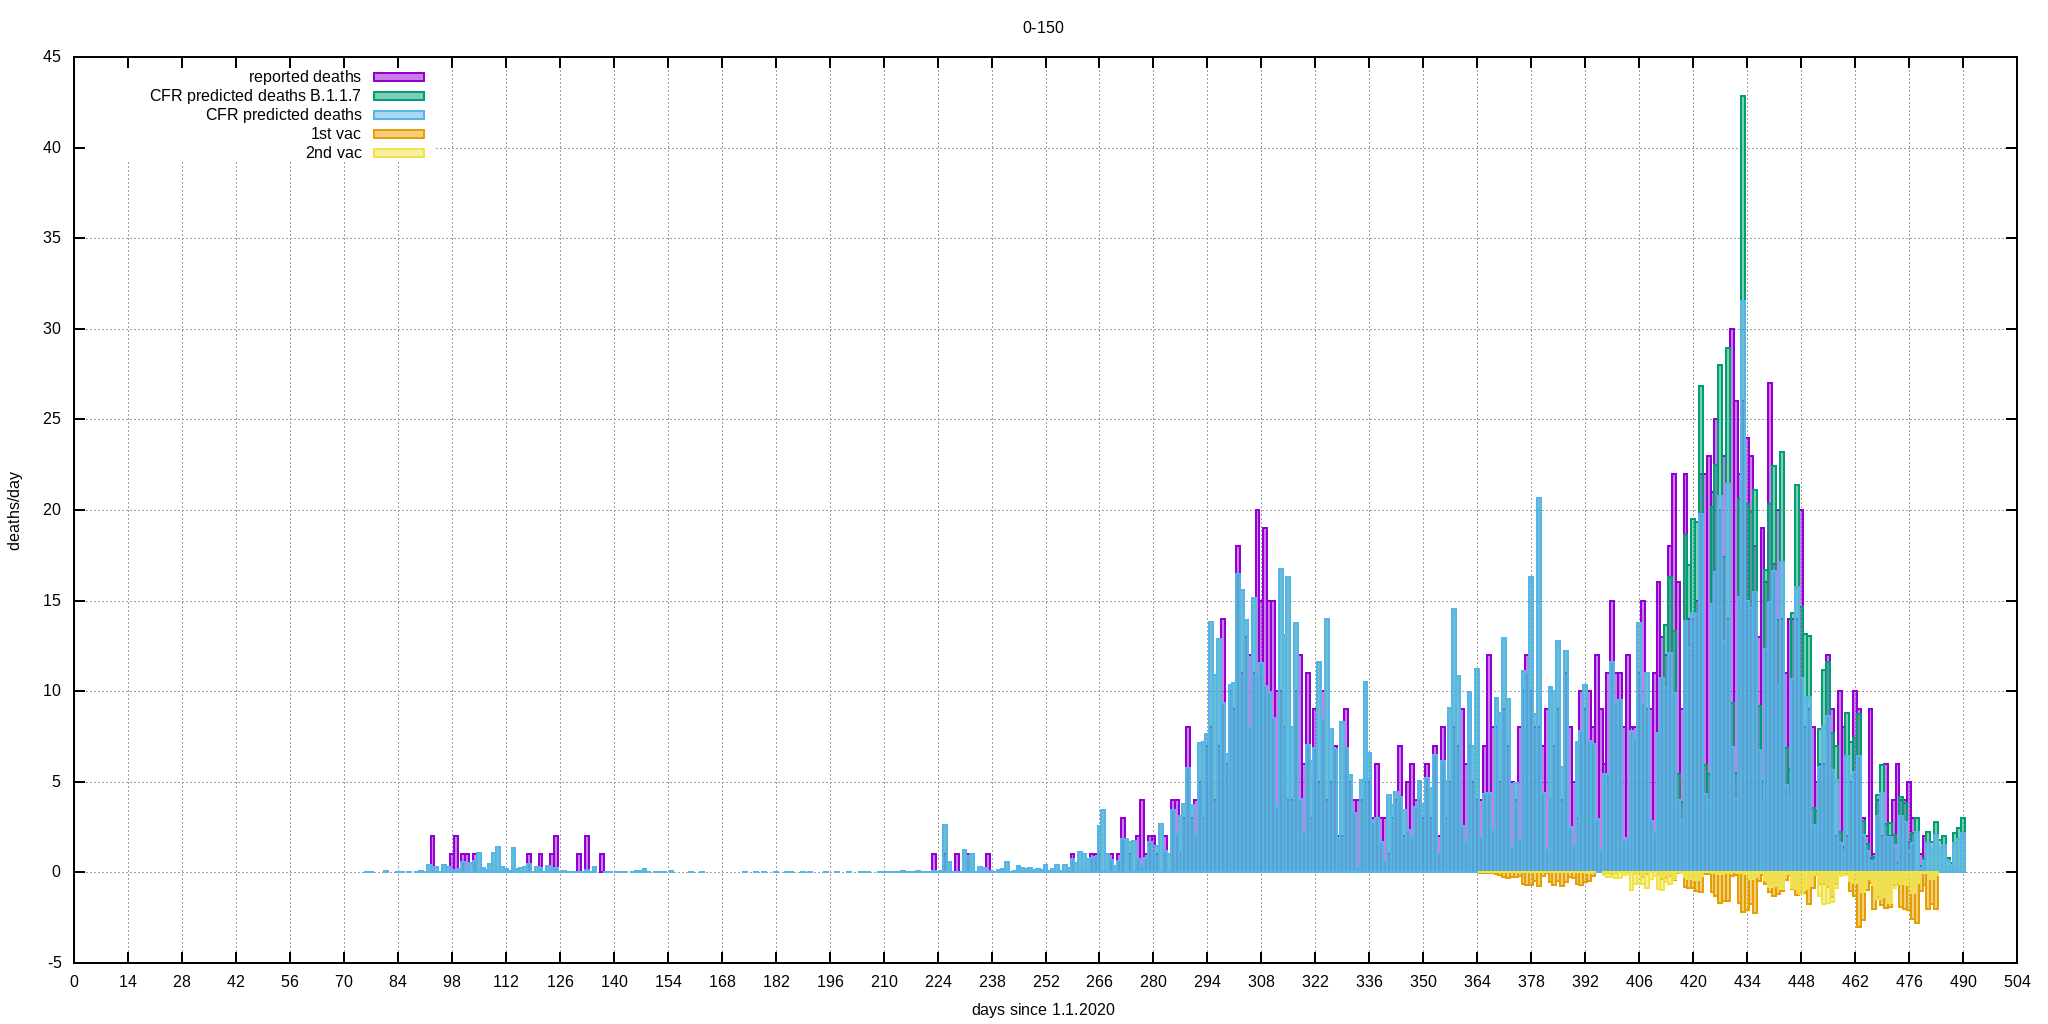 0-150
45
reported deaths
CFR predicted deaths B.1.1.7
CFR predicted deaths
1st vac
2nd vac
40
35
30
25
20
15
10
5
0
-5
deaths/day
0 14 28 42 56 70 84 98 112 126 140 154 168 182 196 210 224 238 252 266 280 294 308 322 336 350 364 378 392 406 420 434 448 462 476 490 504
days since 1.1.2020